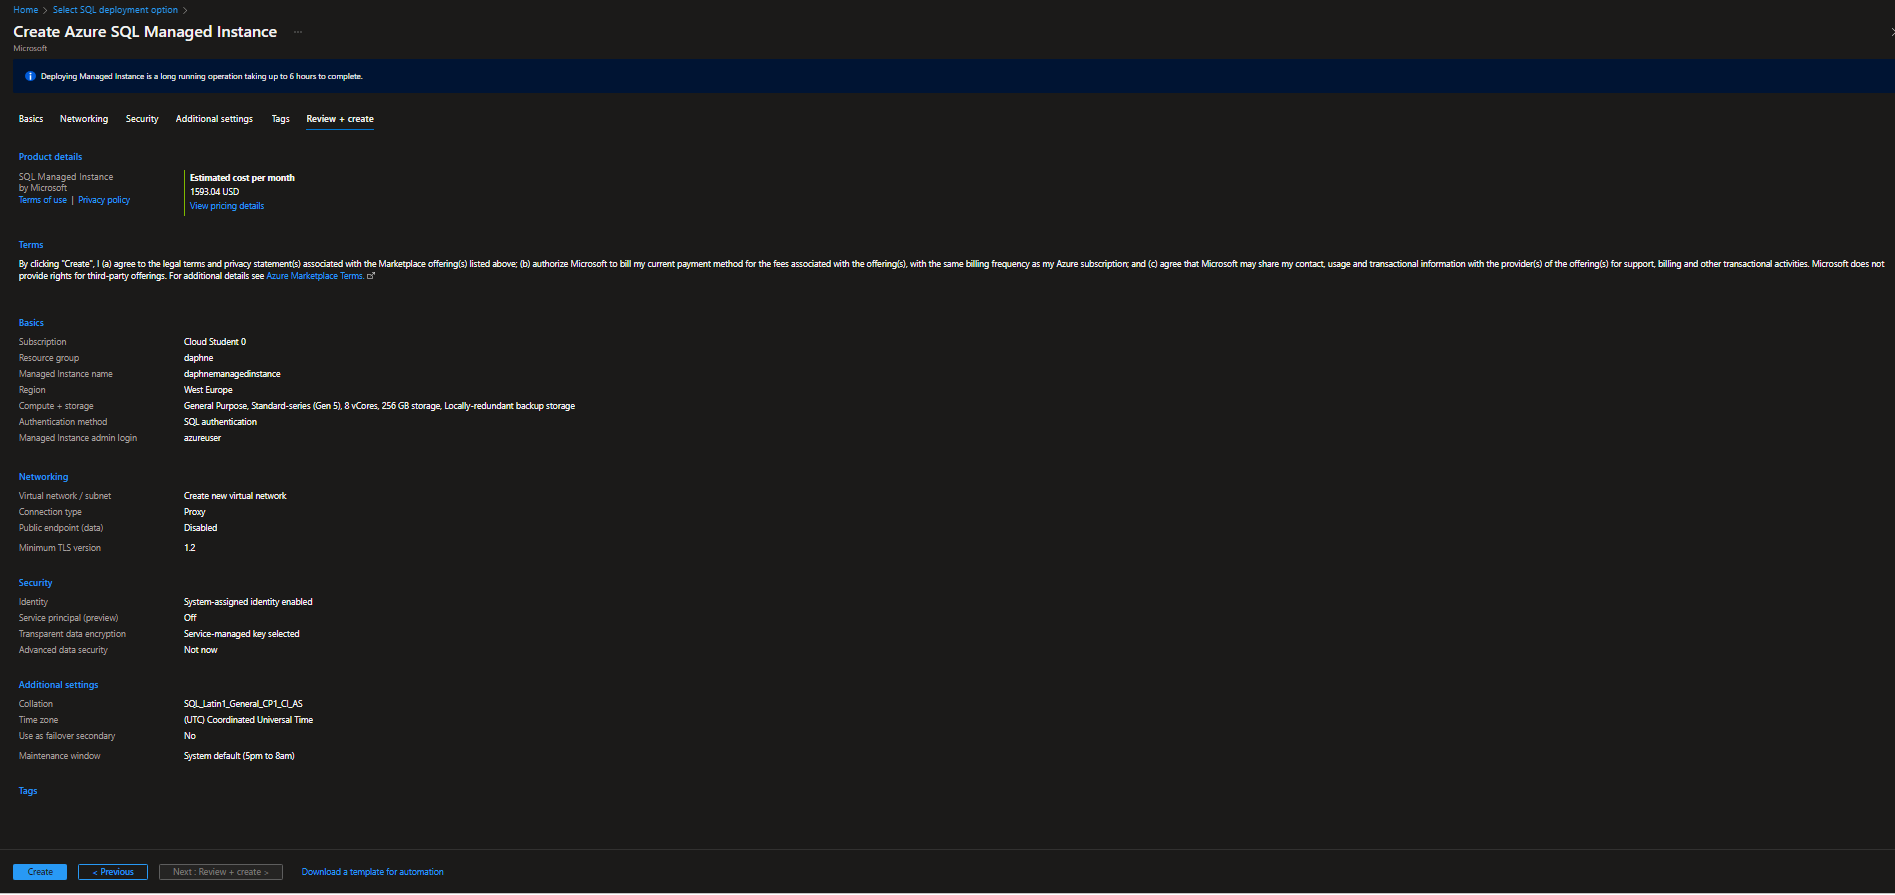 Home > Select SQL deployment option >
Create Azure SQL Managed Instance ...
Microsoft
Deploying Managed Instance is a long running operation taking up to 6 hours to complete.
Basics Networking Security Additional settings Tags Review + create
Product details
SQL Managed Instance
by Microsoft
Terms of use | Privacy policy
Estimated cost per month
1593.04 USD
View pricing details
Terms
By clicking "Create", I (a) agree to the legal terms and privacy statement(s) associated with the Marketplace offering(s) listed above; (b) authorize Microsoft to bill my current payment method for the fees associated with the offering(s), with the same billing frequency as my Azure subscription; and (c) agree that Microsoft may share my contact, usage and transactional information with the provider(s) of the offering(s) for support, billing and other transactional activities. Microsoft does not
provide rights for third-party offerings. For additional details see Azure Marketplace Terms.
Basics
Subscription Cloud Student 0
Resource group daphne
Managed Instance name daphnemanagedinstance
Region West Europe
Compute + storage General Purpose, Standard-series (Gen 5), 8 vCores, 256 GB storage, Locally-redundant backup storage
Authentication method SQL authentication
Managed Instance admin login azureuser
Networking
Virtual network / subnet Create new virtual network
Connection type Proxy
Public endpoint (data) Disabled
Minimum TLS version 1.2
Security
Identity System-assigned identity enabled
Service principal (preview) Off
Transparent data encryption Service-managed key selected
Advanced data security Not now
Additional settings
Collation SQL_Latin1_General_CP1_CI_AS
Time zone (UTC) Coordinated Universal Time
Use as failover secondary No
Maintenance window System default (5pm to 8am)
Tags
Create < Previous Next : Review + create > Download a template for automation